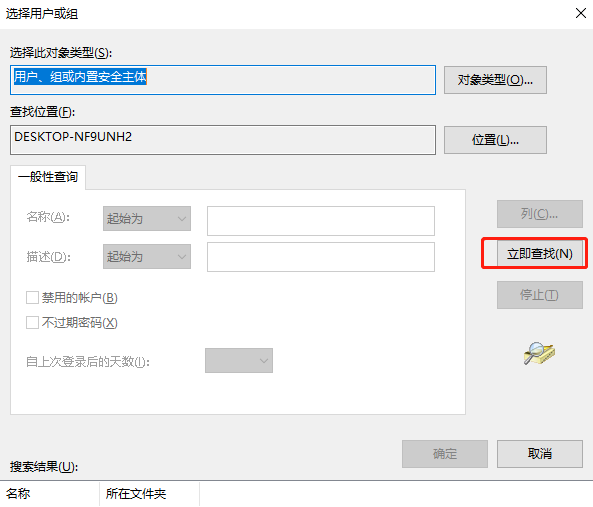 选择用户或组
选择此对象类型(S):
用户、组或内置安全主体
对象类型(O)...
查找位置(F):
DESKTOP-NF9UNH2
位置(L)...
一般性查询
名称(A):
起始为
列(C)...
描述(D):
起始为
立即查找(N)
禁用的帐户(B)
停止(T)
不过期密码(X)
自上次登录后的天数(I):
确定
取消
搜索结果(U):
名称
所在文件夹